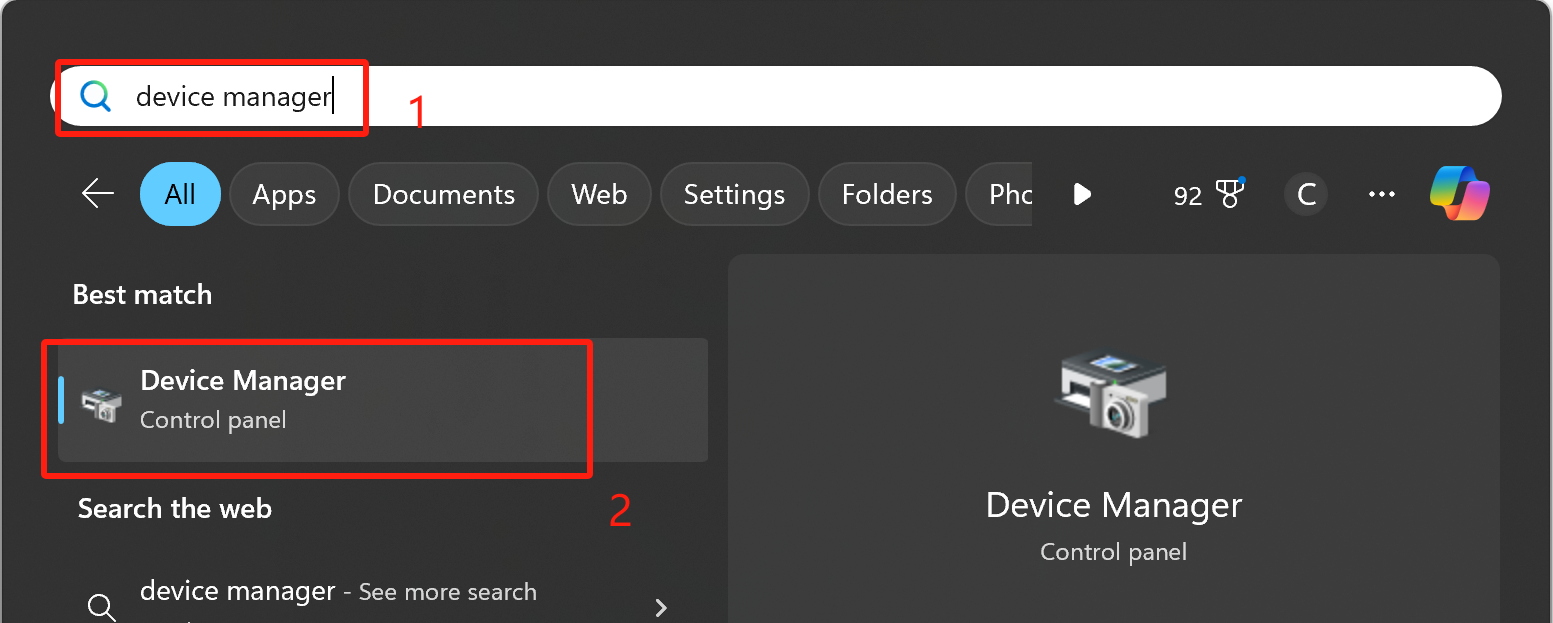 device manager
1
All Apps Documents Web Settings Folders Pho 92 C
Best match
Device Manager
Control panel
2
Search the web
device manager - See more search
Device Manager
Control panel